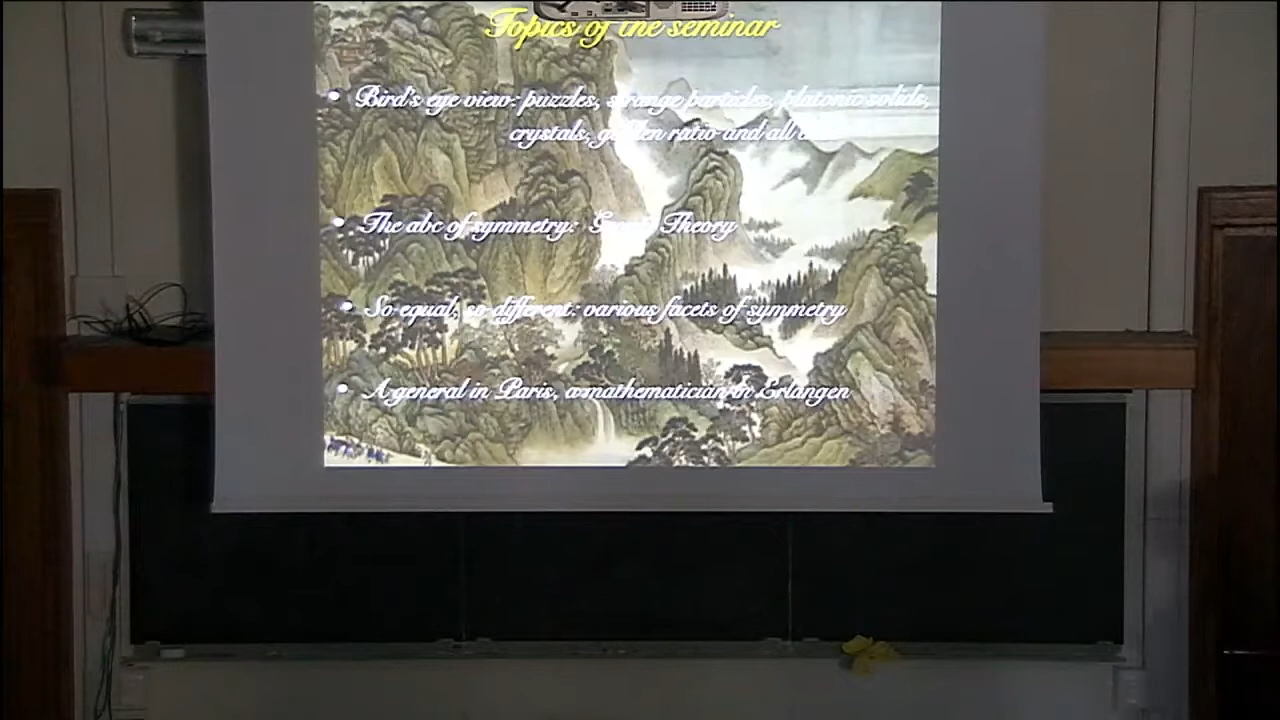 Topics of the seminar
• Bird's eye view: puzzles, strange particles, platonic solids,
crystals, golden ratio and all
• The abc of symmetry: Group Theory
• So equal, so different: various facets of symmetry
• A general in Paris, a mathematician in Erlangen